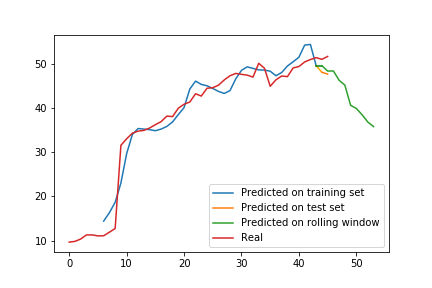 50
40
30
20
10
0
10
20
30
40
50
Predicted on training set
Predicted on test set
Predicted on rolling window
Real